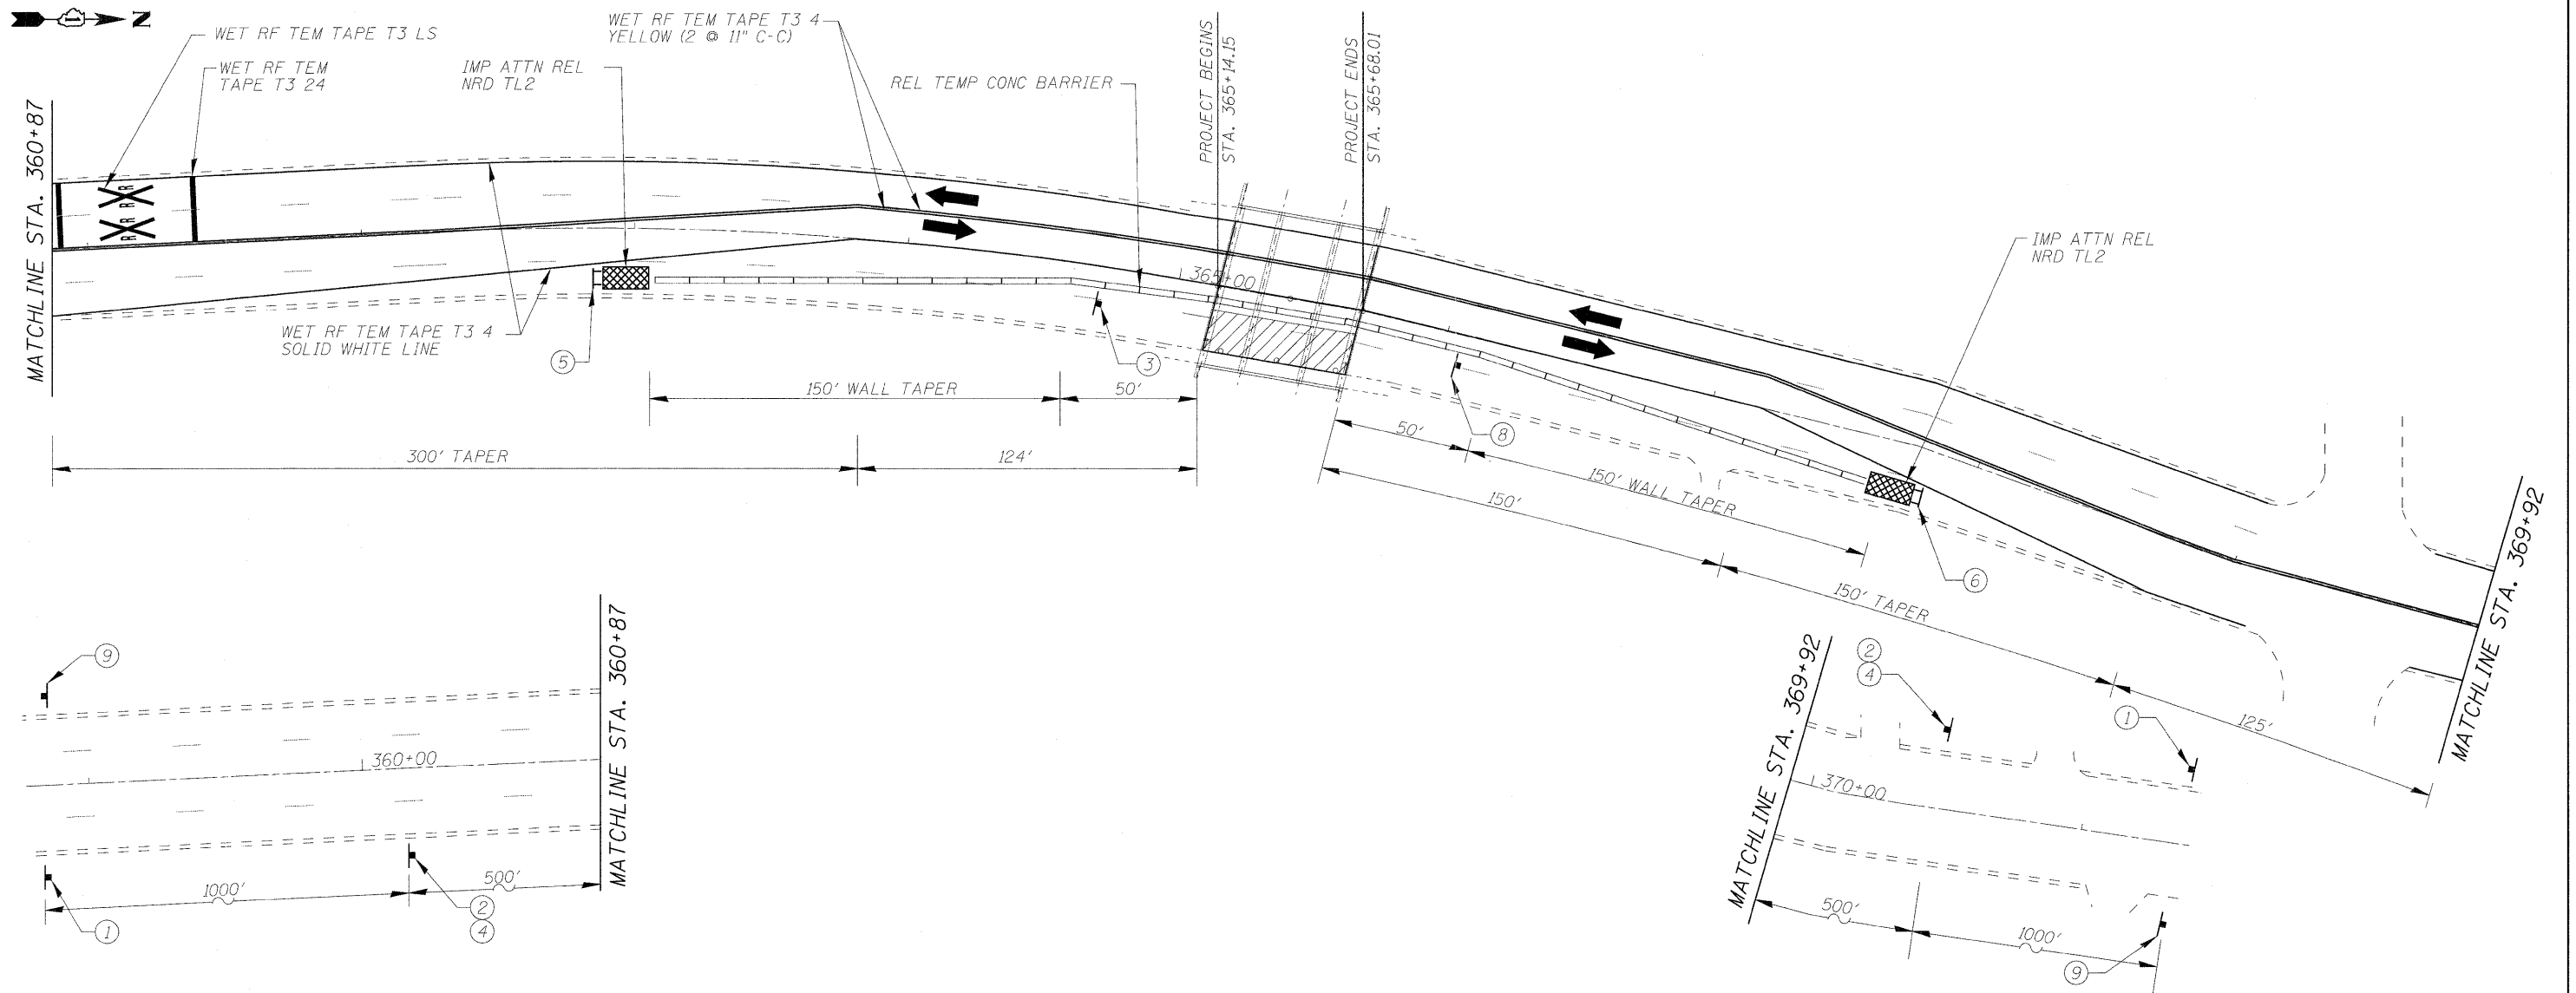 N
WET RF TEM TAPE T3 LS
WET RF TEM
TAPE T3 24
IMP ATTN REL
NRD TL2
WET RF TEM TAPE T3 4
YELLOW (2 @ 11" C-C)
REL TEMP CONC BARRIER
PROJECT BEGINS
STA. 365+14.15
PROJECT ENDS
STA. 365+68.01
MATCHLINE STA. 360+87
R R
R R
365+00
IMP ATTN REL
NRD TL2
WET RF TEM TAPE T3 4
SOLID WHITE LINE
5
3
8
6
150' WALL TAPER
50'
300' TAPER
124'
50'
150' WALL TAPER
150'
150' TAPER
125'
MATCHLINE STA. 369+92
9
360+00
MATCHLINE STA. 360+87
1000'
500'
1
2
4
MATCHLINE STA. 369+92
2
4
1
370+00
500'
1000'
9